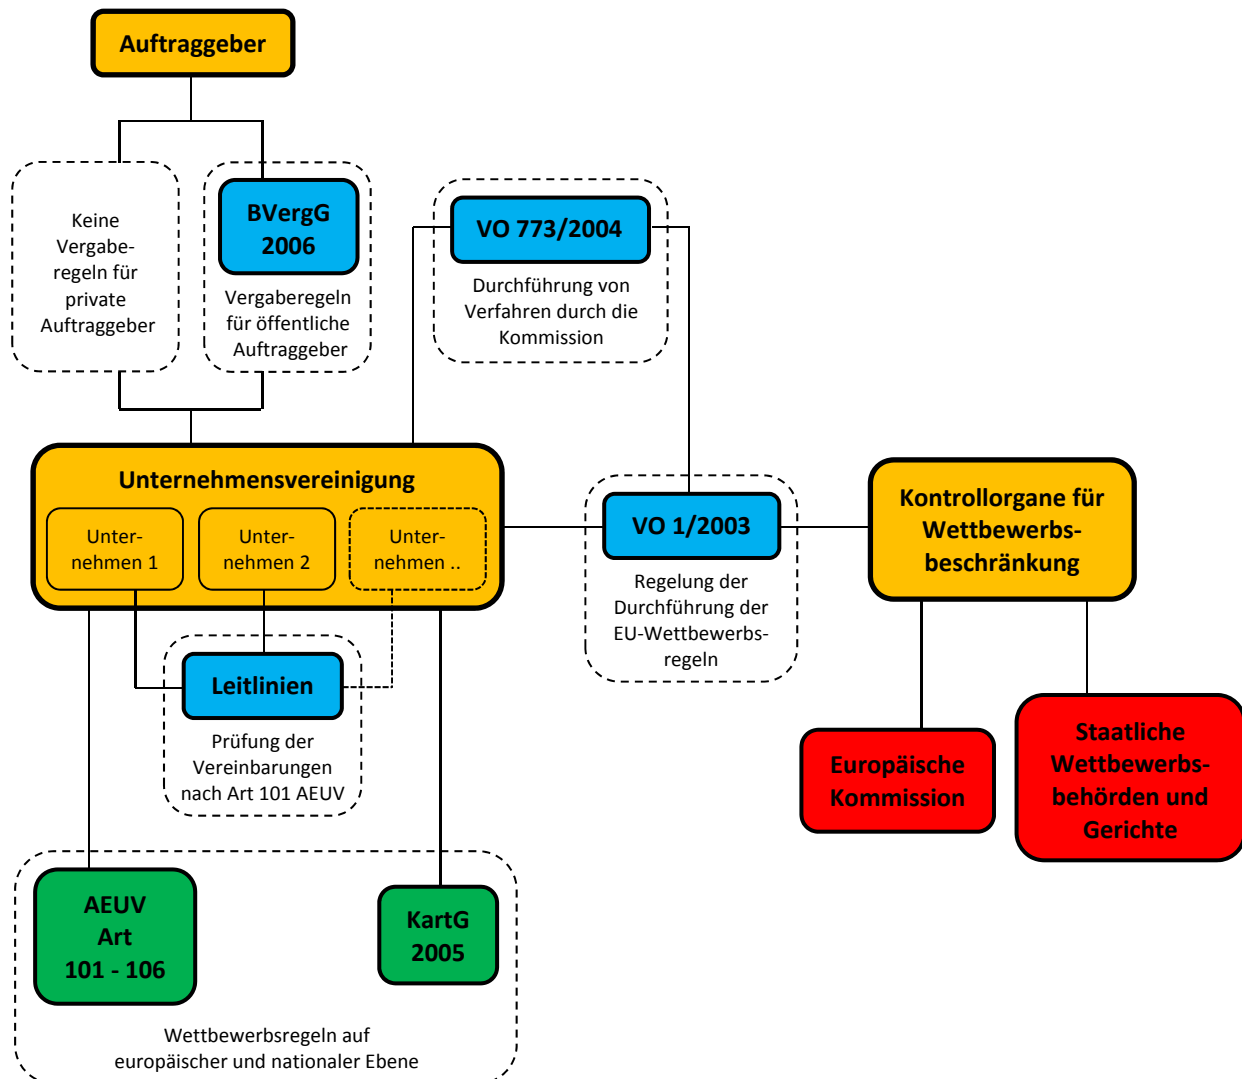 Auftraggeber
Keine
Vergabe-
regeln für
private
Auftraggeber
BVergG
2006
Vergaberegeln
für öffentliche
Auftraggeber
VO 773/2004
Durchführung von
Verfahren durch die
Kommission
Unternehmensvereinigung
Unter-
nehmen 1
Unter-
nehmen 2
Unter-
nehmen ..
VO 1/2003
Regelung der
Durchführung der
EU-Wettbewerbs-
regeln
Kontrollorgane für
Wettbewerbs-
beschränkung
Leitlinien
Prüfung der
Vereinbarungen
nach Art 101 AEUV
Europäische
Kommission
Staatliche
Wettbewerbs-
behörden und
Gerichte
AEUV
Art
101 - 106
KartG
2005
Wettbewerbsregeln auf
europäischer und nationaler Ebene